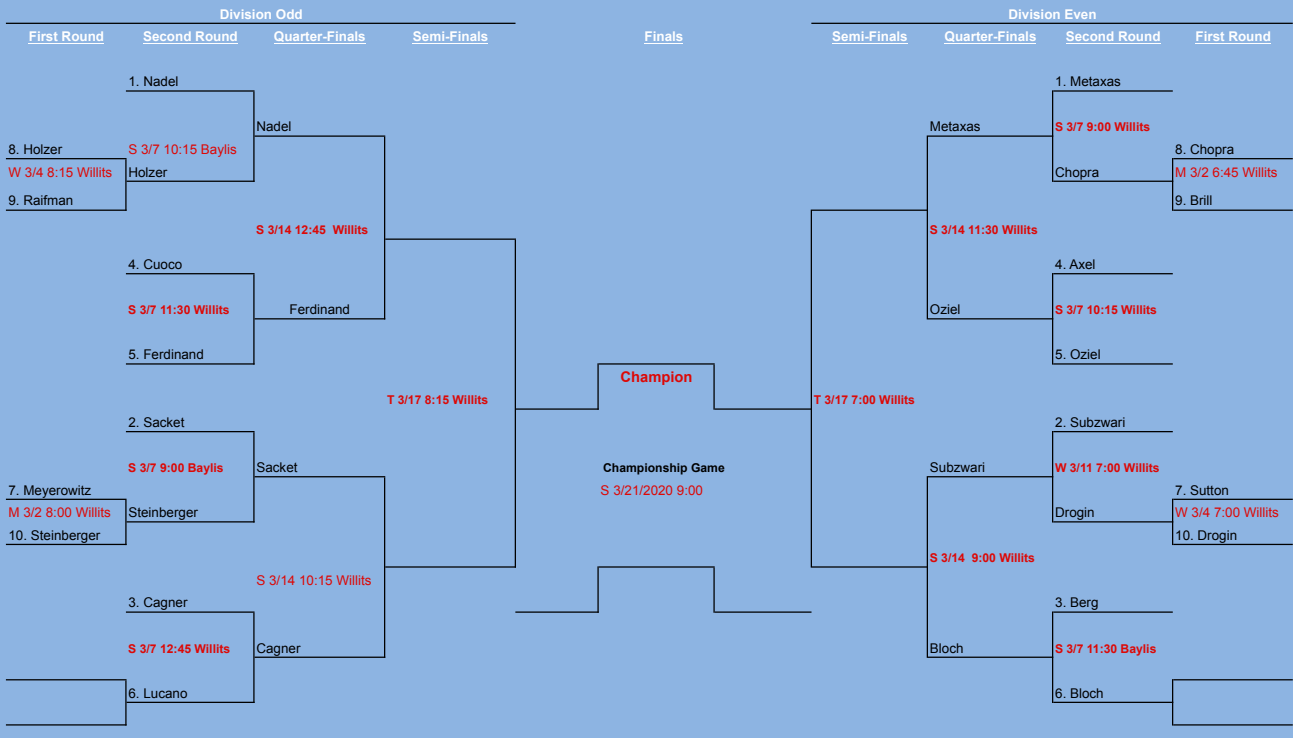 Division Odd
Division Even
First Round
Second Round
Quarter-Finals
Semi-Finals
Finals
Semi-Finals
Quarter-Finals
Second Round
First Round
1. Nadel
1. Metaxas
Nadel
Metaxas
S 3/7 9:00 Willits
8. Holzer
S 3/7 10:15 Baylis
8. Chopra
W 3/4 8:15 Willits
Holzer
Chopra
M 3/2 6:45 Willits
9. Raifman
9. Brill
S 3/14 12:45 Willits
S 3/14 11:30 Willits
4. Cuoco
4. Axel
S 3/7 11:30 Willits
Ferdinand
Oziel
S 3/7 10:15 Willits
5. Ferdinand
5. Oziel
Champion
T 3/17 8:15 Willits
T 3/17 7:00 Willits
2. Sacket
2. Subzwari
S 3/7 9:00 Baylis
Sacket
Championship Game
Subzwari
W 3/11 7:00 Willits
7. Meyerowitz
S 3/21/2020 9:00
7. Sutton
M 3/2 8:00 Willits
Steinberger
Drogin
W 3/4 7:00 Willits
10. Steinberger
10. Drogin
S 3/14 9:00 Willits
S 3/14 10:15 Willits
3. Cagner
3. Berg
S 3/7 12:45 Willits
Cagner
Bloch
S 3/7 11:30 Baylis
6. Lucano
6. Bloch